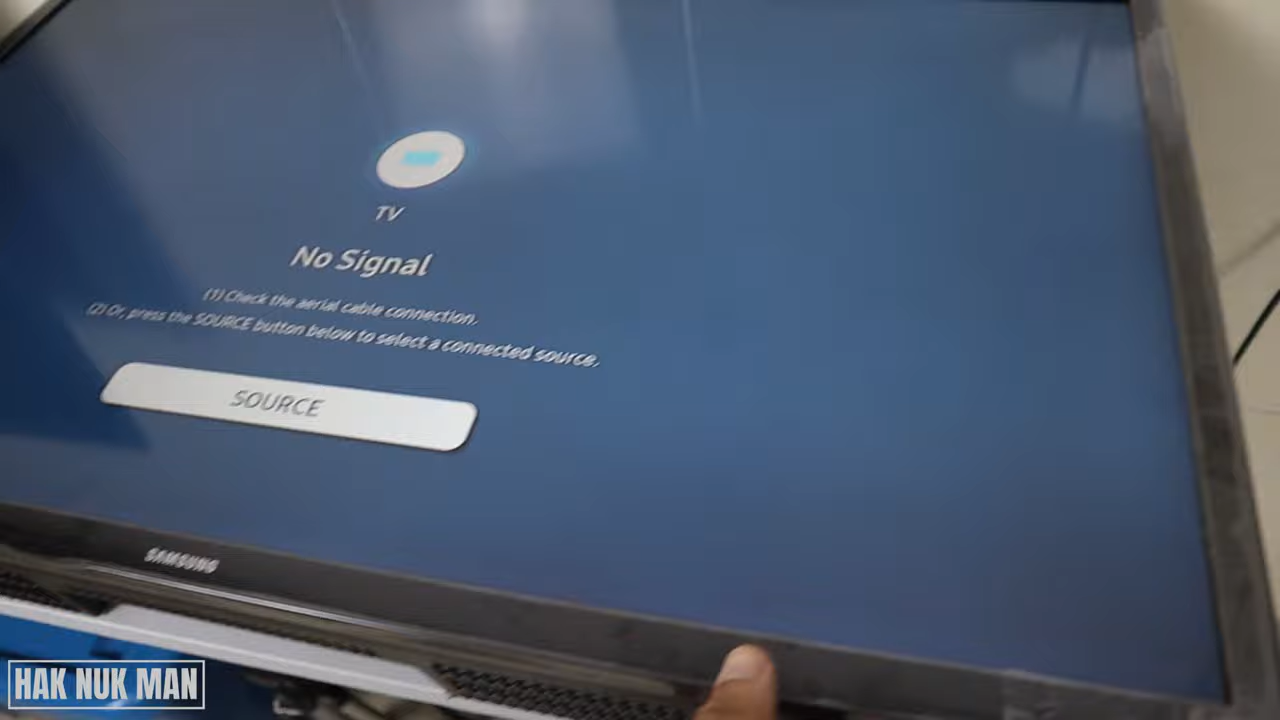 TV
No Signal
(1) Check the aerial cable connection.
(2) Or, press the SOURCE button below to select a connected source.
SOURCE
SAMSUNG
HAK NUK MAN